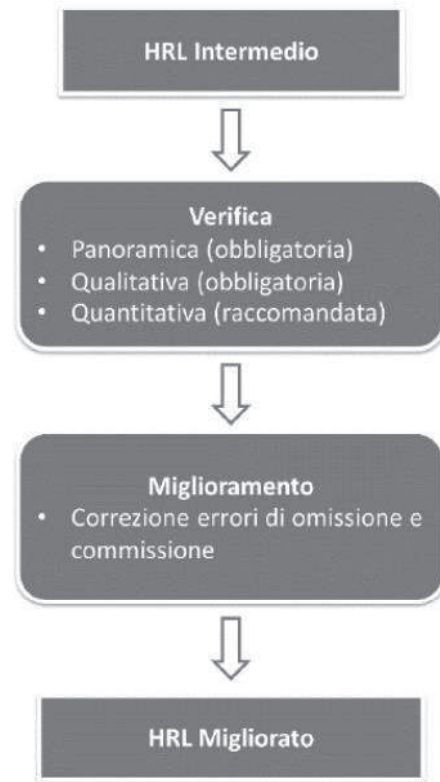 HRL Intermedio
Verifica
• Panoramica (obbligatoria)
• Qualitativa (obbligatoria)
• Quantitativa (raccomandata)
Miglioramento
• Correzione errori di omissione e
commissione
HRL Migliorato